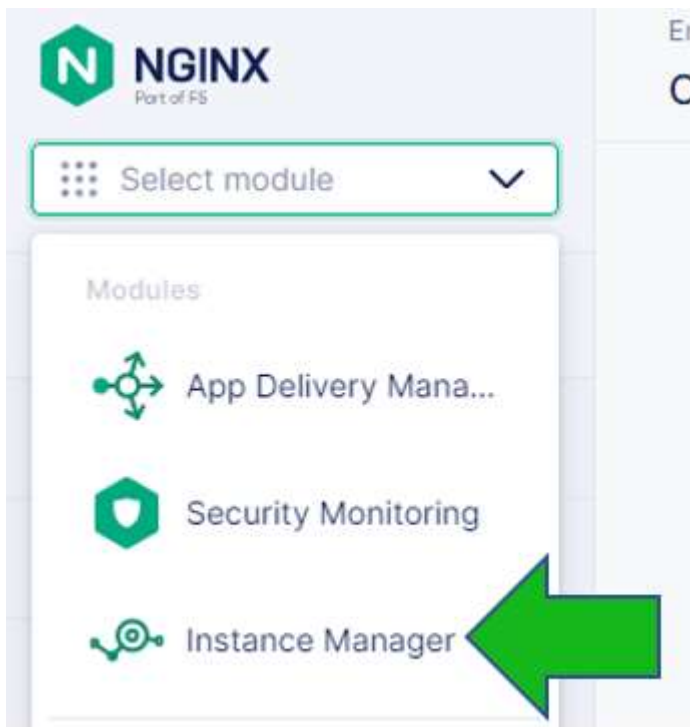 NGINX
Part of F5
Select module
Modules
App Delivery Mana...
Security Monitoring
Instance Manager